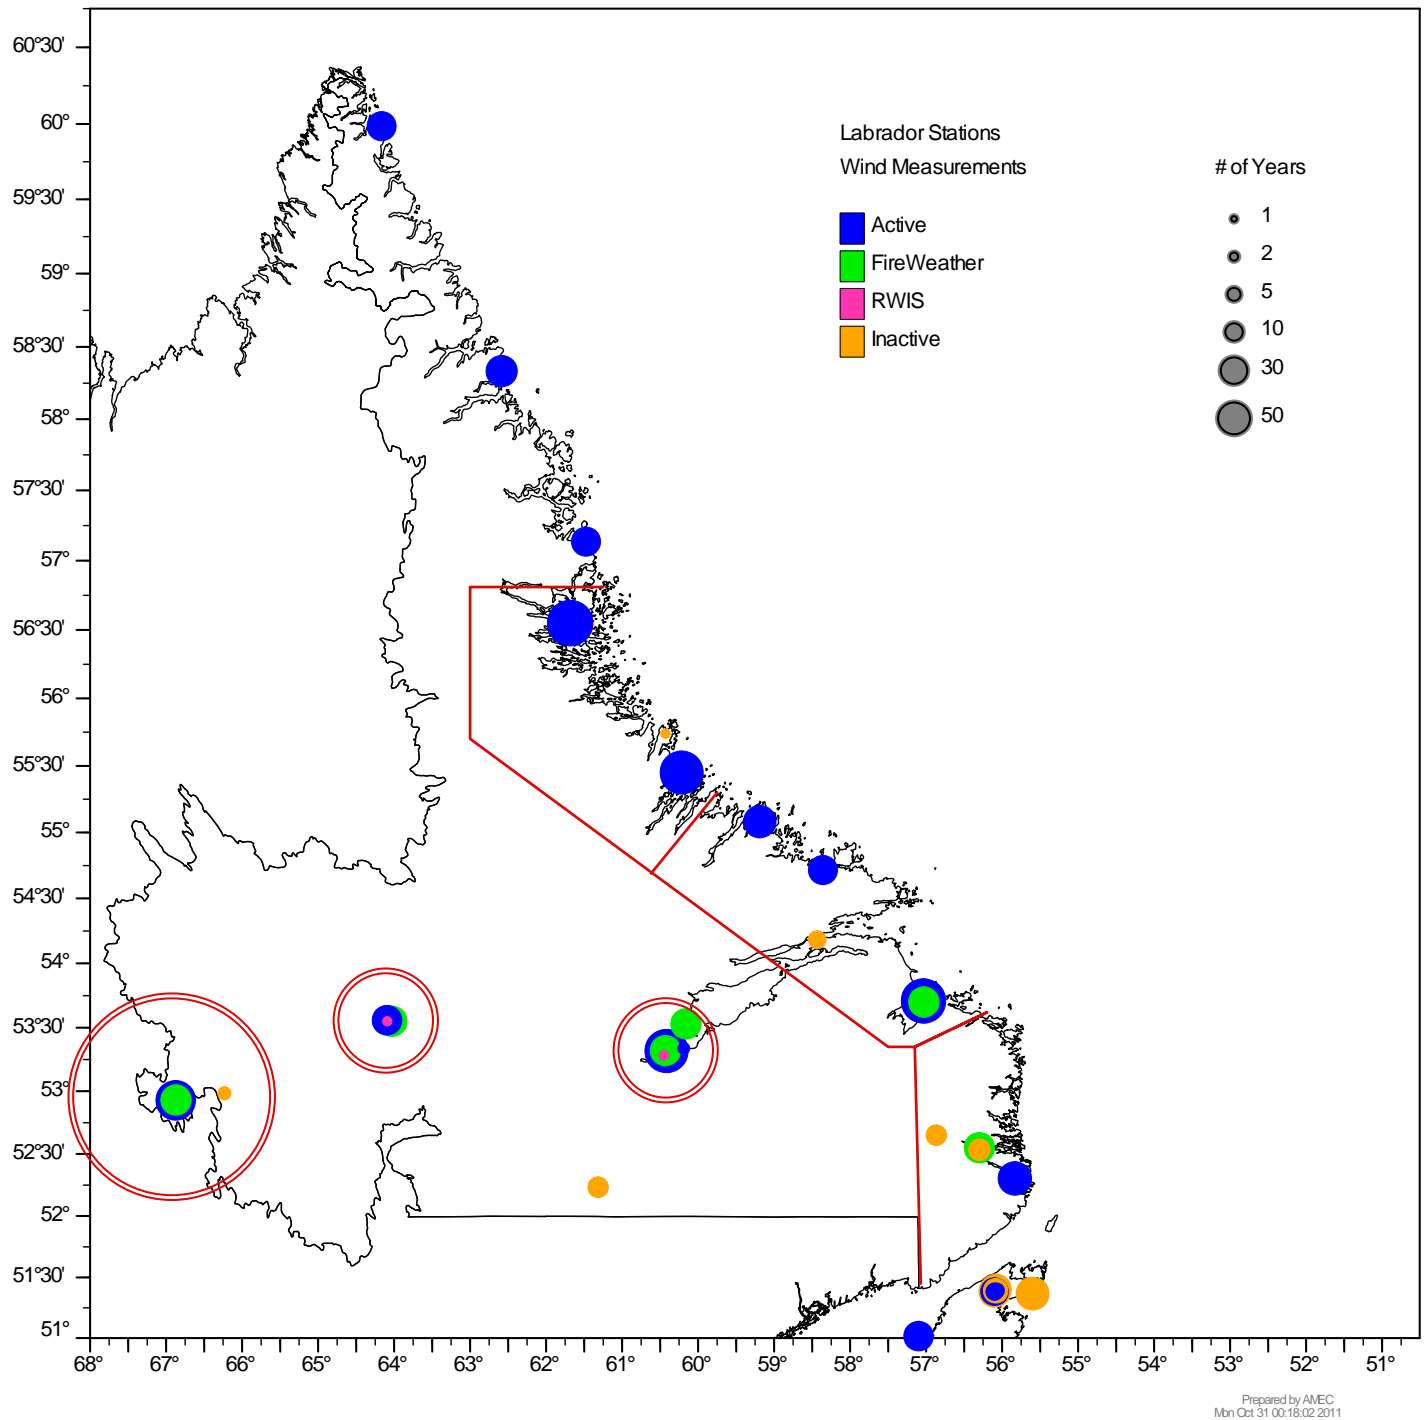 Labrador Stations
Wind Measurements
Active
FireWeather
RWIS
Inactive
# of Years
1
2
5
10
30
50
60°30'
60°
59°30'
59°
58°30'
58°
57°30'
57°
56°30'
56°
55°30'
55°
54°30'
54°
53°30'
53°
52°30'
52°
51°30'
51°
68° 67° 66° 65° 64° 63° 62° 61° 60° 59° 58° 57° 56° 55° 54° 53° 52° 51°
Prepared by AMEC
Mon Oct 31 00:18:02 2011